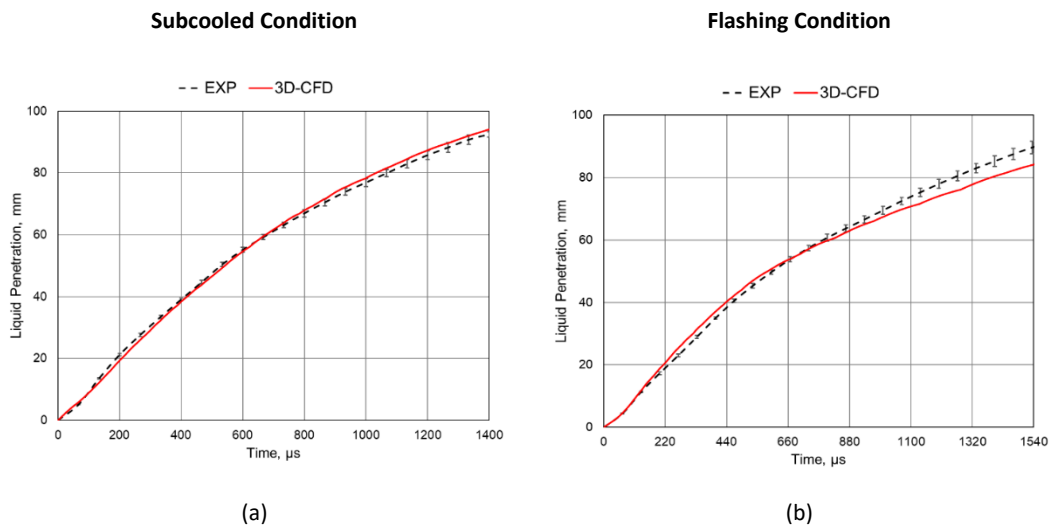 Subcooled Condition
Flashing Condition
EXP 3D-CFD
EXP 3D-CFD
Liquid Penetration, mm
100
80
60
40
20
0
0 200 400 600 800 1000 1200 1400
Time, µs
Liquid Penetration, mm
100
80
60
40
20
0
0 220 440 660 880 1100 1320 1540
Time, µs
(a)
(b)